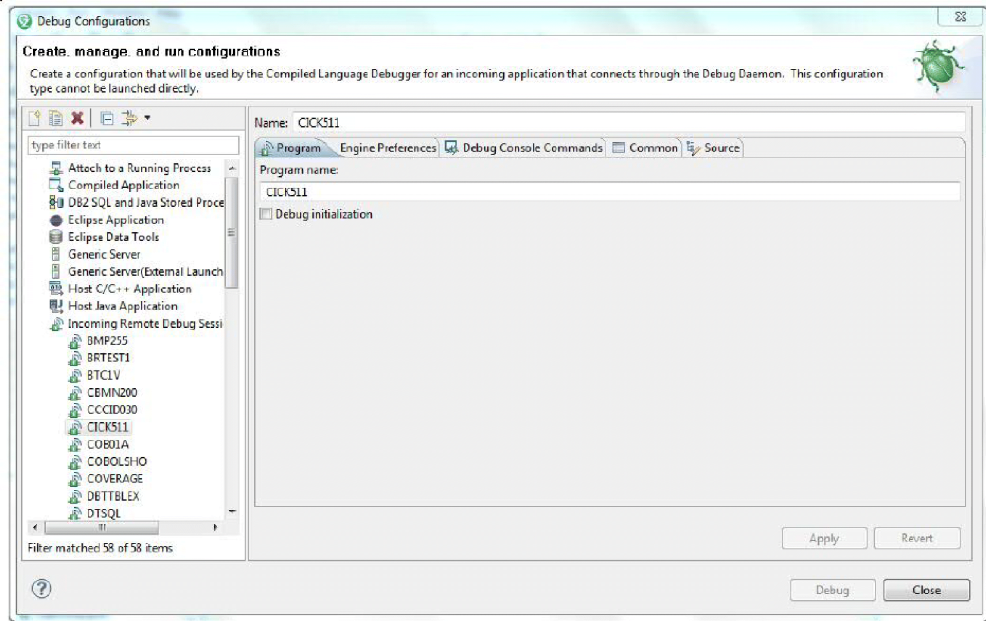 Debug Configurations
Create, manage, and run configurations
Create a configuration that will be used by the Compiled Language Debugger for an incoming application that connects through the Debug Daemon. This configuration
type cannot be launched directly.
type filter text
Attach to a Running Process
Compiled Application
DB2 SQL and Java Stored Proce
Eclipse Application
Eclipse Data Tools
Generic Server
Generic Server(External Launch
Host C/C++ Application
Host Java Application
Incoming Remote Debug Sessi
BMP255
BRTEST1
BTC1V
CBMN200
CCCID030
CICK511
COB01A
COBOLSHO
COVERAGE
DBTTBLEX
DTSQL
Filter matched 58 of 58 items
Name: CICK511
Program Engine Preferences Debug Console Commands Common Source
Program name:
CICK511
Debug initialization
Apply Revert
Debug Close